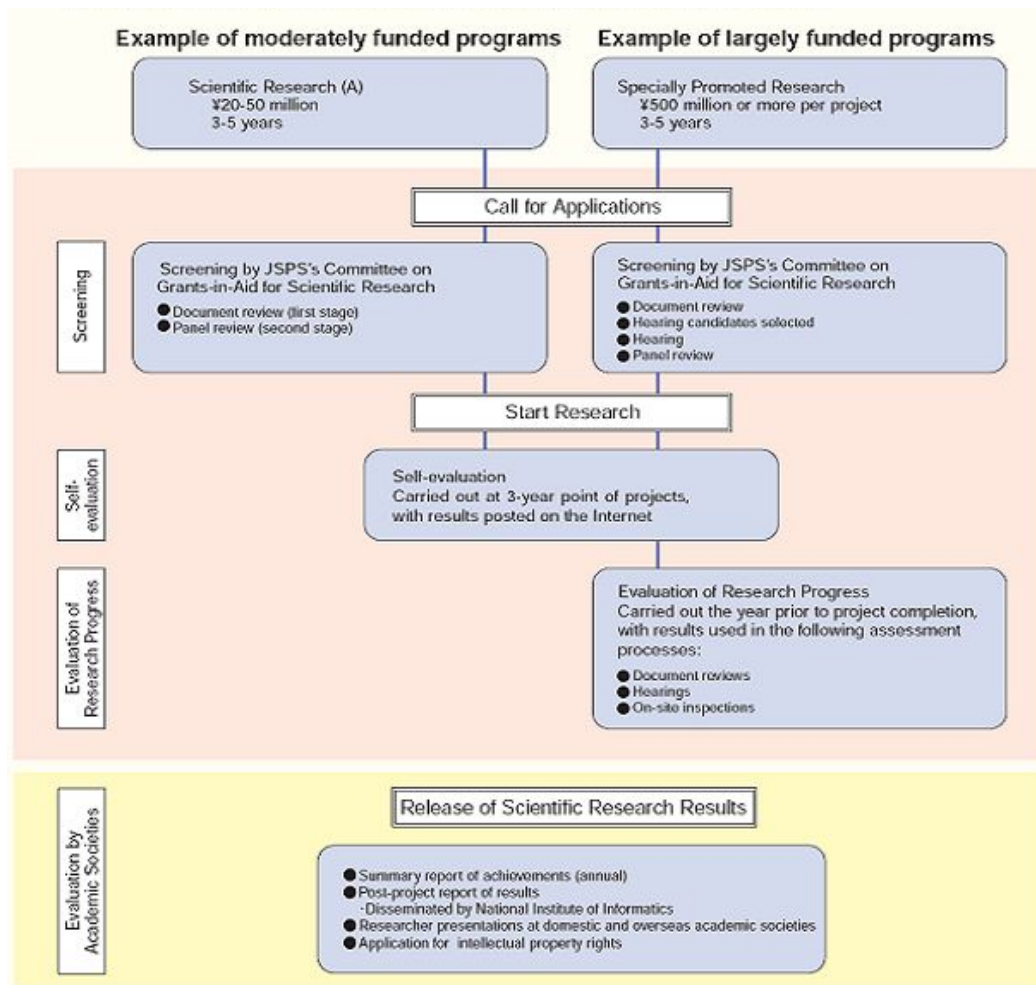 Example of moderately funded programs
Example of largely funded programs
Scientific Research (A)
¥20-50 million
3-5 years
Specially Promoted Research
¥500 million or more per project
3-5 years
Call for Applications
Screening
Screening by JSPS's Committee on
Grants-in-Aid for Scientific Research
●Document review (first stage)
●Panel review (second stage)
Screening by JSPS's Committee on
Grants-in-Aid for Scientific Research
●Document review
●Hearing candidates selected
●Hearing
●Panel review
Start Research
Self-
evaluation
Self-evaluation
Carried out at 3-year point of projects,
with results posted on the Internet
Evaluation of
Research Progress
Evaluation of Research Progress
Carried out the year prior to project completion,
with results used in the following assessment
processes:
●Document reviews
●Hearings
●On-site inspections
Evaluation by
Academic Societies
Release of Scientific Research Results
●Summary report of achievements (annual)
●Post-project report of results
·Disseminated by National Institute of Informatics
●Researcher presentations at domestic and overseas academic societies
●Application for intellectual property rights